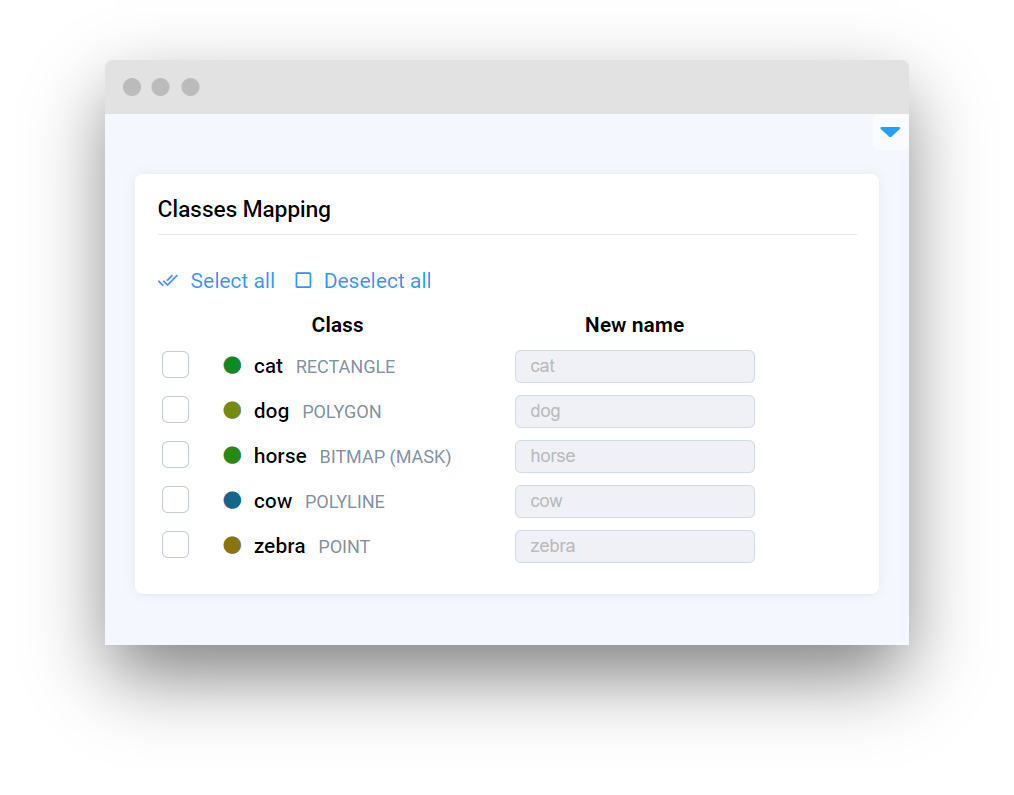 Classes Mapping
Select all Deselect all
Class New name
cat RECTANGLE cat
dog POLYGON dog
horse BITMAP (MASK) horse
cow POLYLINE cow
zebra POINT zebra